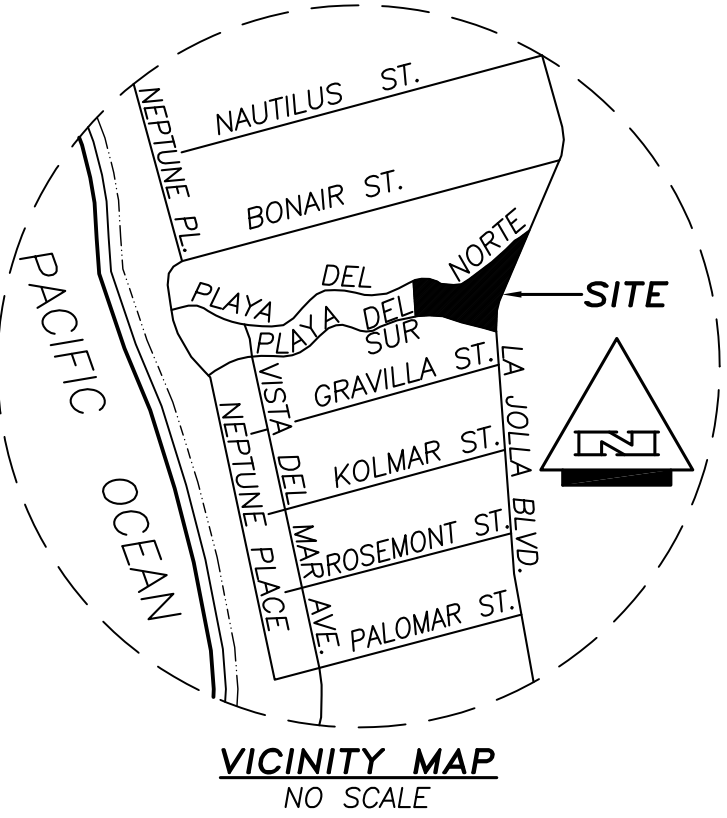 NAUTILUS ST.
NEPTUNE PL.
BONAIR ST.
PLAYA DEL NORTE
PLAYA DEL SUR
SITE
PACIFIC OCEAN
VISTA DEL MAR AVE.
GRAVILLA ST.
LA JOLLA BLVD.
NEPTUNE PLACE
KOLMAR ST.
N
ROSEMONT ST.
PALOMAR ST.
VICINITY MAP
NO SCALE